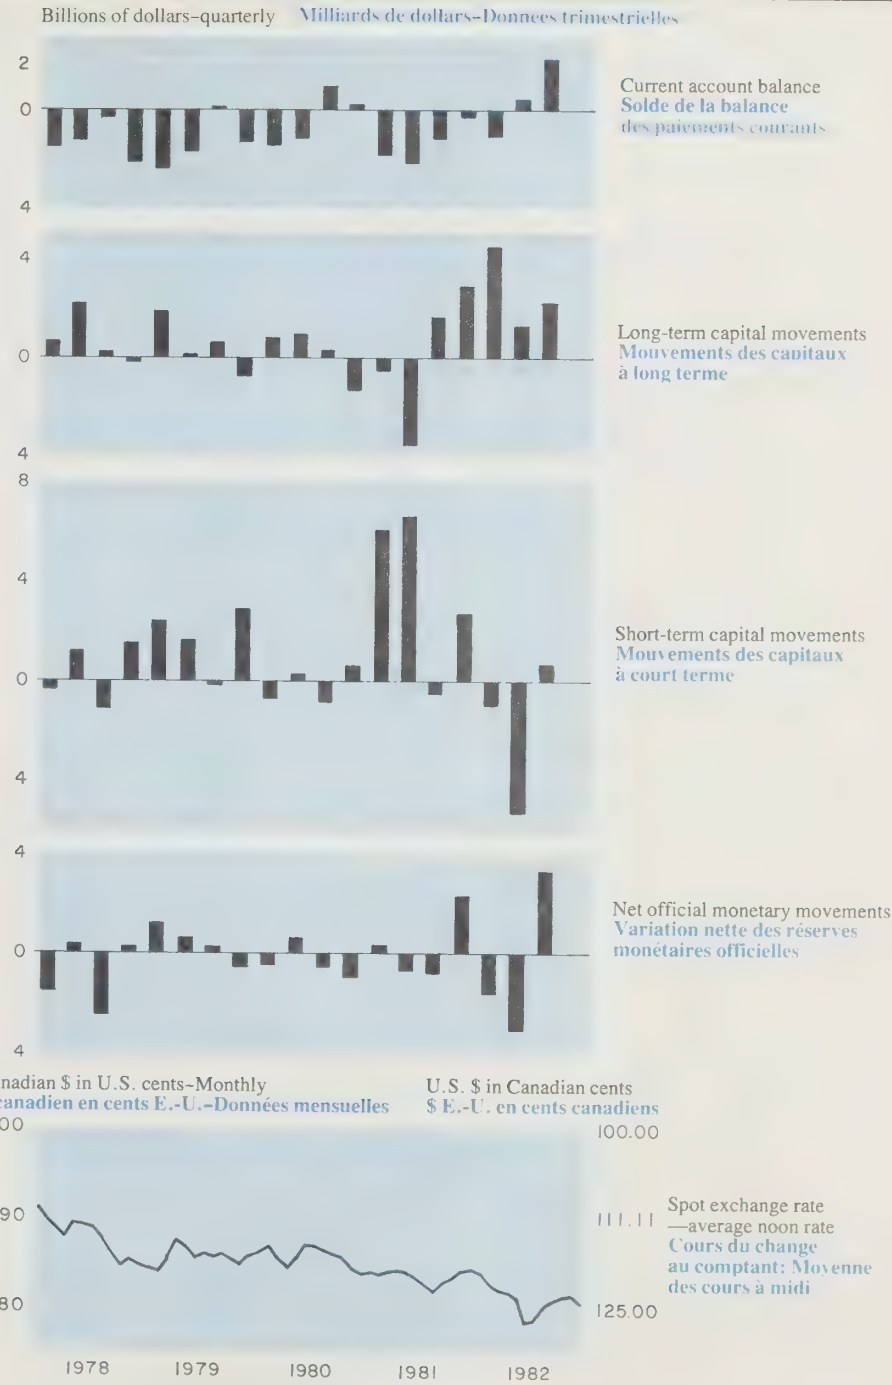 Billions of dollars–quarterly Milliards de dollars–Données trimestrielles
2
0
4
Current account balance
Solde de la balance
des paiements courants
4
0
4
Long-term capital movements
Mouvements des capitaux
à long terme
8
4
0
4
Short-term capital movements
Mouvements des capitaux
à court terme
4
0
4
Net official monetary movements
Variation nette des réserves
monétaires officielles
nadian $ in U.S. cents–Monthly U.S. $ in Canadian cents
canadien en cents E.-U.–Données mensuelles $ E.-U. en cents canadiens
00 100.00
90 111.11
80 125.00
Spot exchange rate
—average noon rate
Cours du change
au comptant: Moyenne
des cours à midi
1978 1979 1980 1981 1982